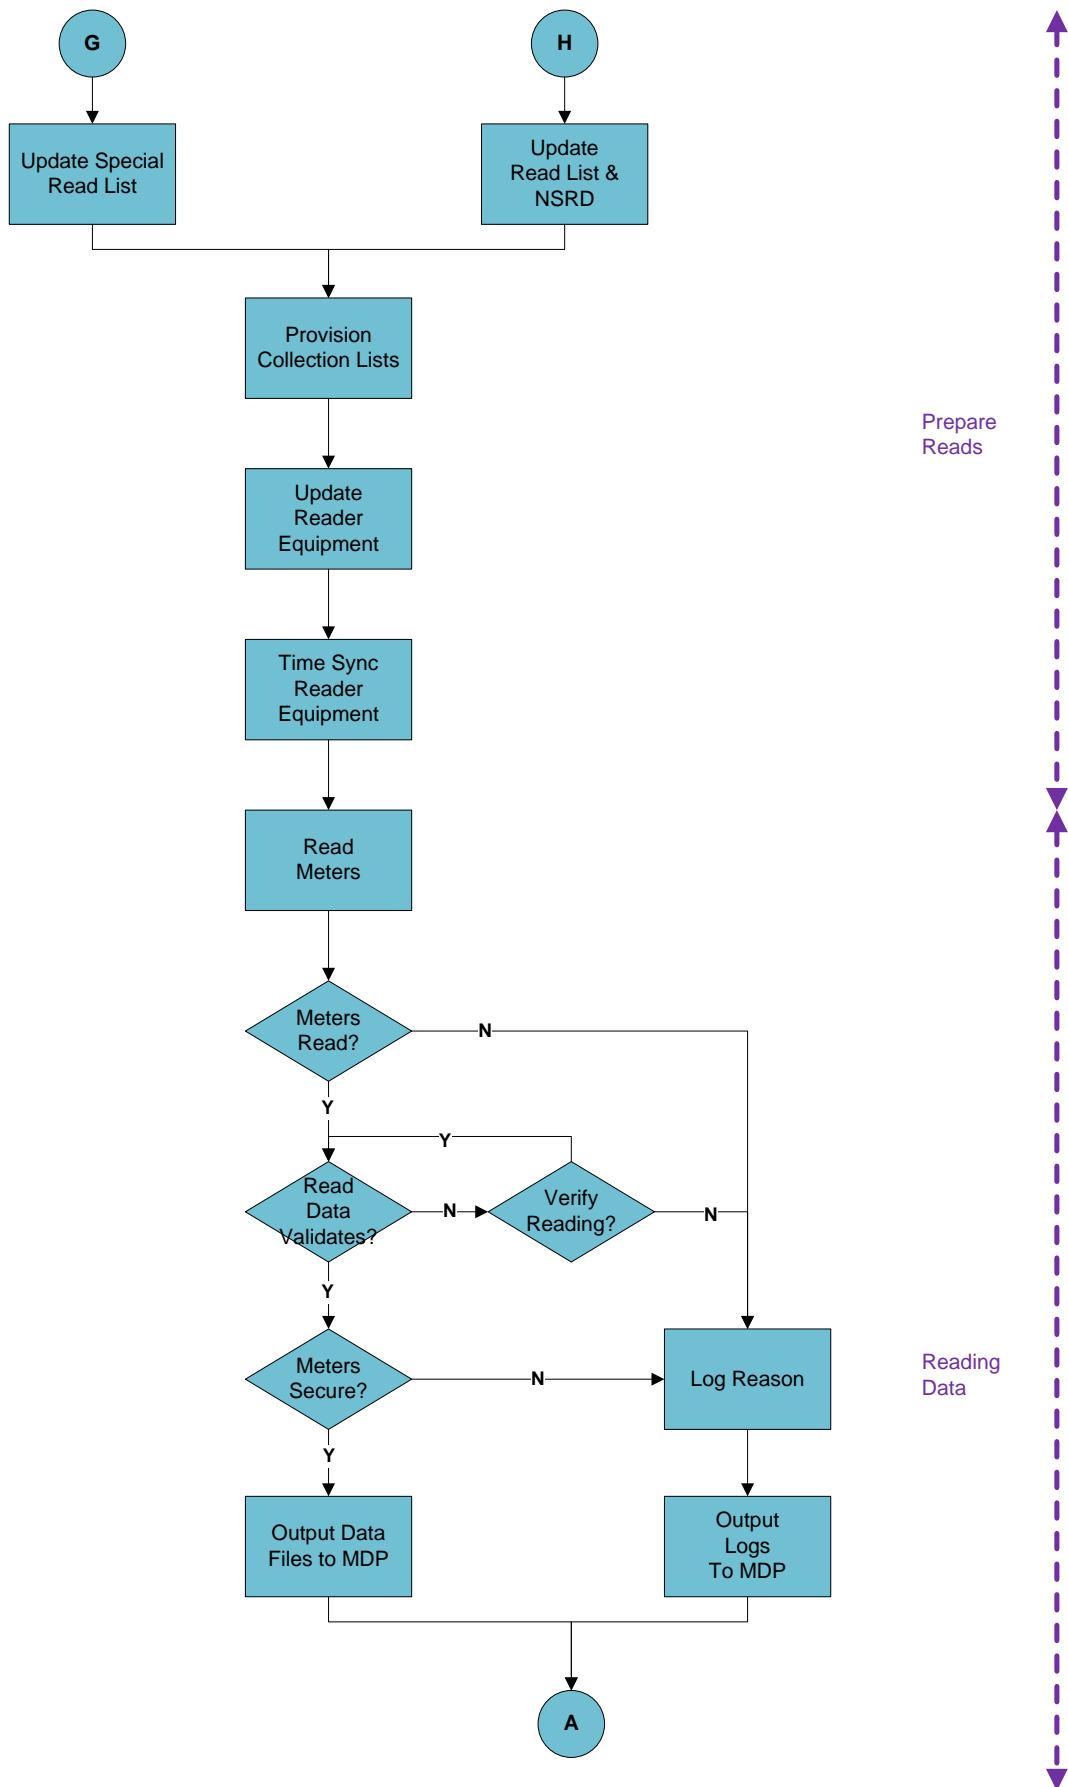 G
H
Update Special
Read List
Update
Read List &
NSRD
Provision
Collection Lists
Prepare
Reads
Update
Reader
Equipment
Time Sync
Reader
Equipment
Read
Meters
Meters
Read?
N
Y
Y
Read
Data
Validates?
N
Verify
Reading?
N
Y
Meters
Secure?
N
Log Reason
Reading
Data
Y
Output Data
Files to MDP
Output
Logs
To MDP
A